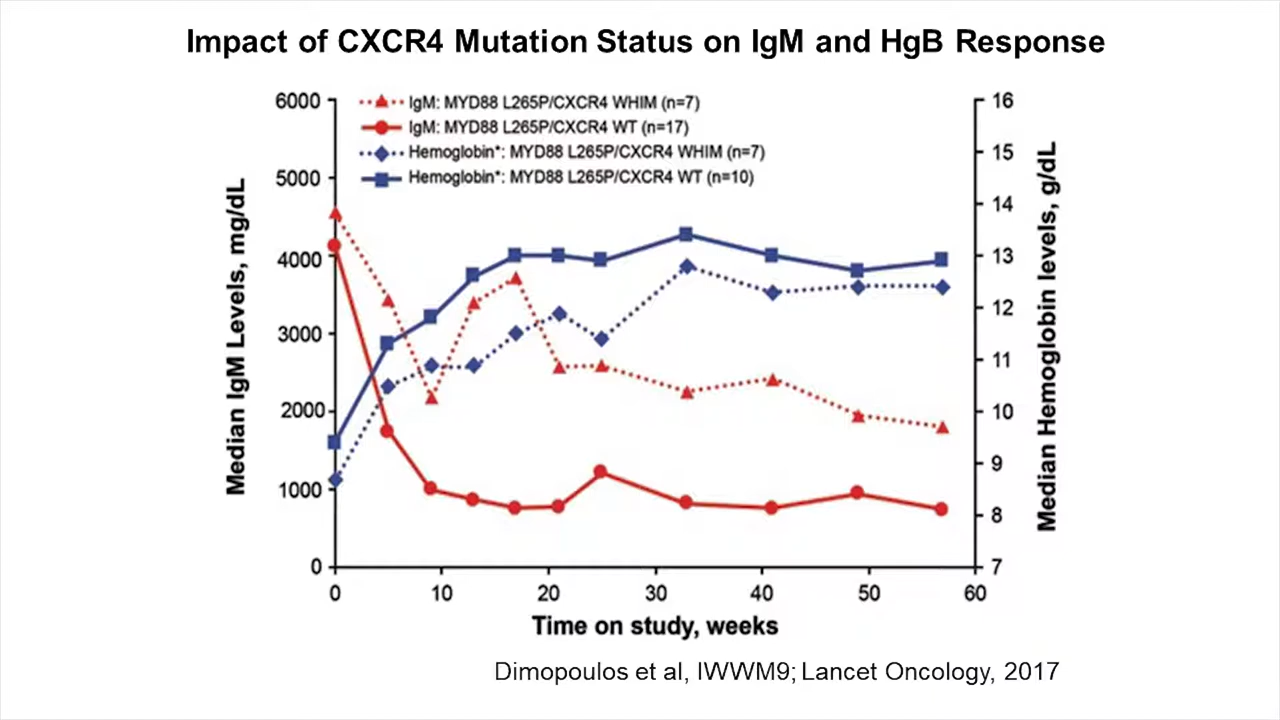 Impact of CXCR4 Mutation Status on IgM and HgB Response
IgM: MYD88 L265P/CXCR4 WHIM (n=7)
IgM: MYD88 L265P/CXCR4 WT (n=17)
Hemoglobin*: MYD88 L265P/CXCR4 WHIM (n=7)
Hemoglobin*: MYD88 L265P/CXCR4 WT (n=10)
Median IgM Levels, mg/dL
6000
5000
4000
3000
2000
1000
0
16
15
14
13
12
11
10
9
8
7
Median Hemoglobin levels, g/dL
0 10 20 30 40 50 60
Time on study, weeks
Dimopoulos et al, IWWM9; Lancet Oncology, 2017